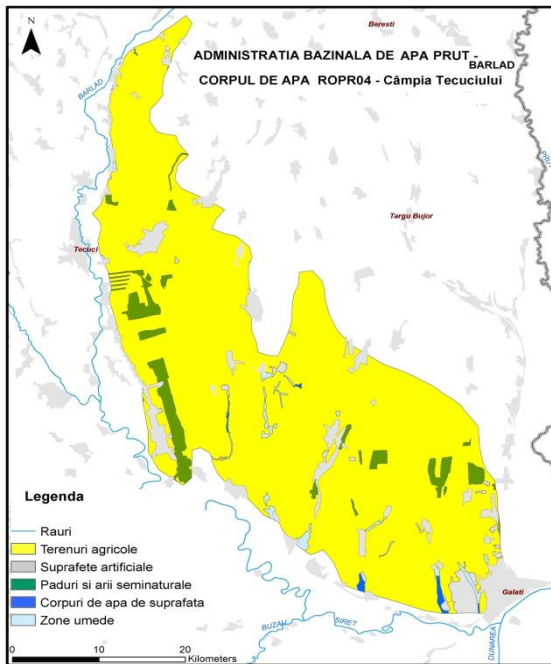 Beresti
N
ADMINISTRATIA BAZINALA DE APA PRUT - BARLAD
CORPUL DE APA ROPR04 - Câmpia Tecuciului
BARLAD
PRUT
Targu Bujor
Tecuci
Legenda
Rauri
Terenuri agricole
Suprafete artificiale
Paduri si arii seminaturale
Corpuri de apa de suprafata
Zone umede
Galati
BUZAU
SIRET
DUNAREA
0 10 20
Kilometers